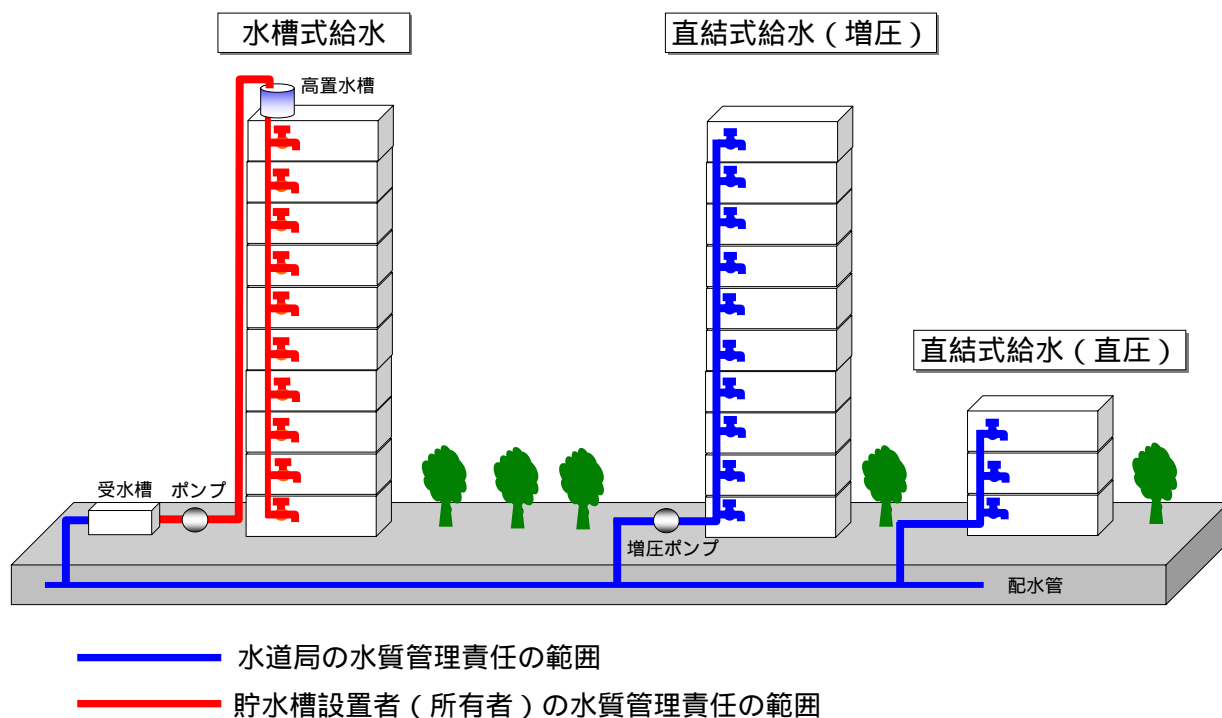 水槽式給水
直結式給水（増圧）
高置水槽
直結式給水（直圧）
受水槽
ポンプ
増圧ポンプ
配水管
水道局の水質管理責任の範囲
貯水槽設置者（所有者）の水質管理責任の範囲